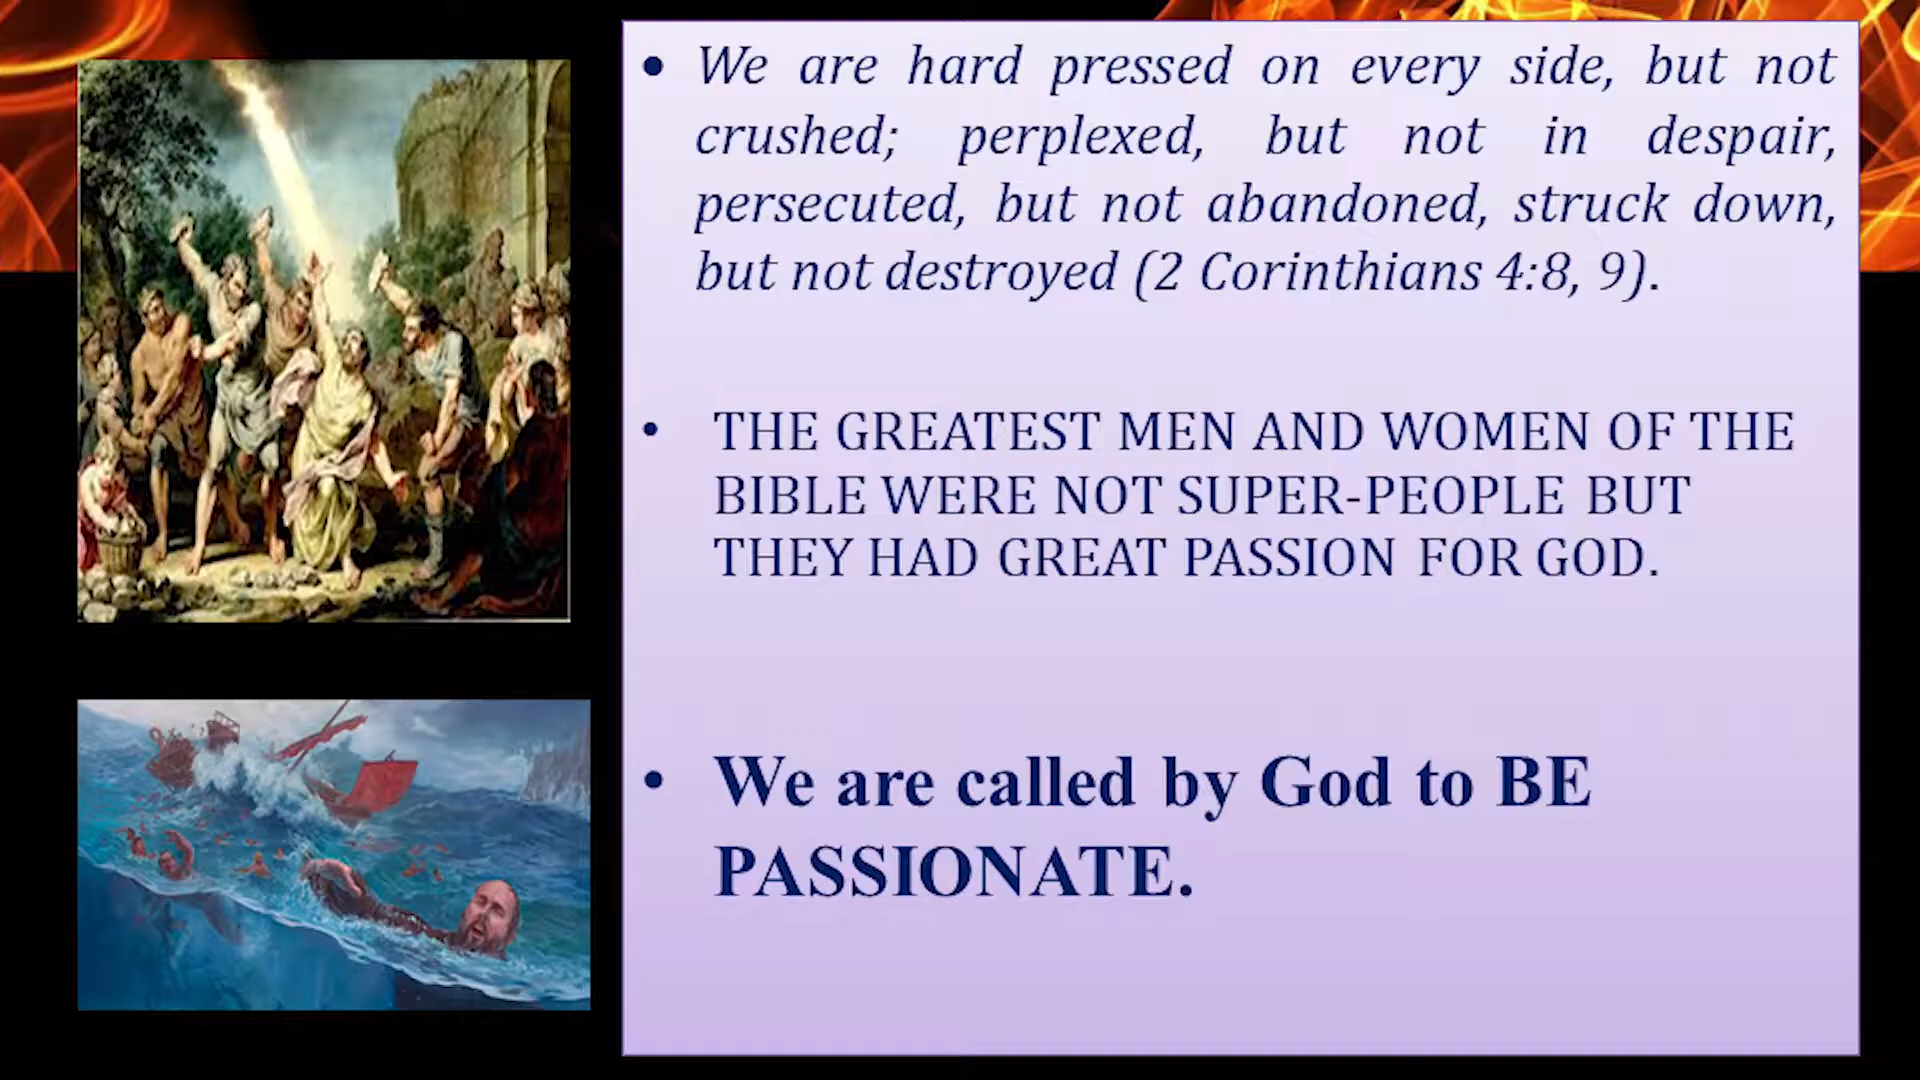 • We are hard pressed on every side, but not
crushed; perplexed, but not in despair,
persecuted, but not abandoned, struck down,
but not destroyed (2 Corinthians 4:8, 9).
• THE GREATEST MEN AND WOMEN OF THE
BIBLE WERE NOT SUPER-PEOPLE BUT
THEY HAD GREAT PASSION FOR GOD.
• We are called by God to BE
PASSIONATE.